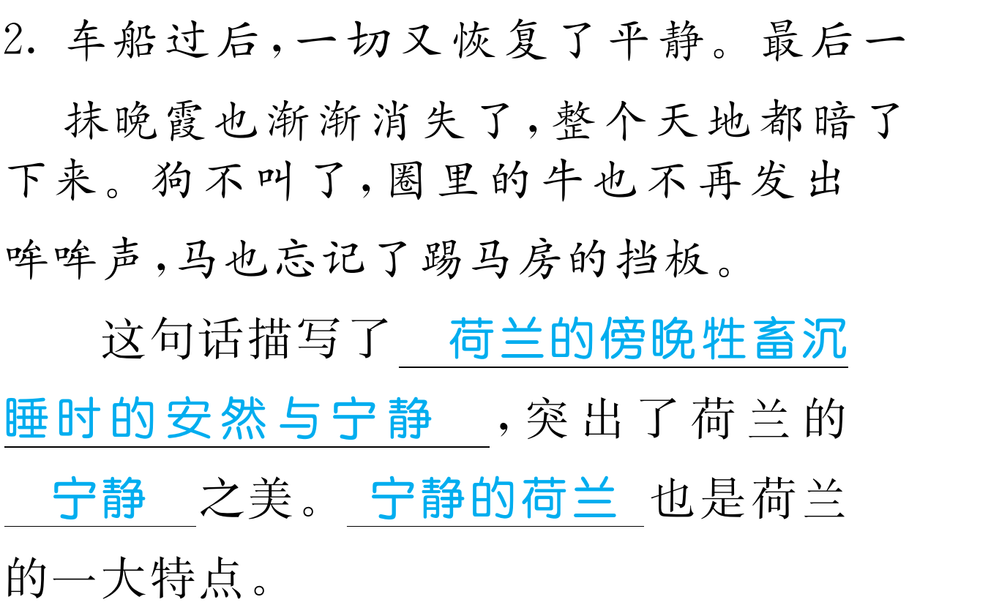 2. 车船过后,一切又恢复了平静。最后一
抹晚霞也渐渐消失了,整个天地都暗了
下来。狗不叫了,圈里的牛也不再发出
哞哞声,马也忘记了踢马房的挡板。
这句话描写了 荷兰的傍晚牲畜沉
睡时的安然与宁静 ,突出了荷兰的
宁静 之美。 宁静的荷兰 也是荷兰
的一大特点。